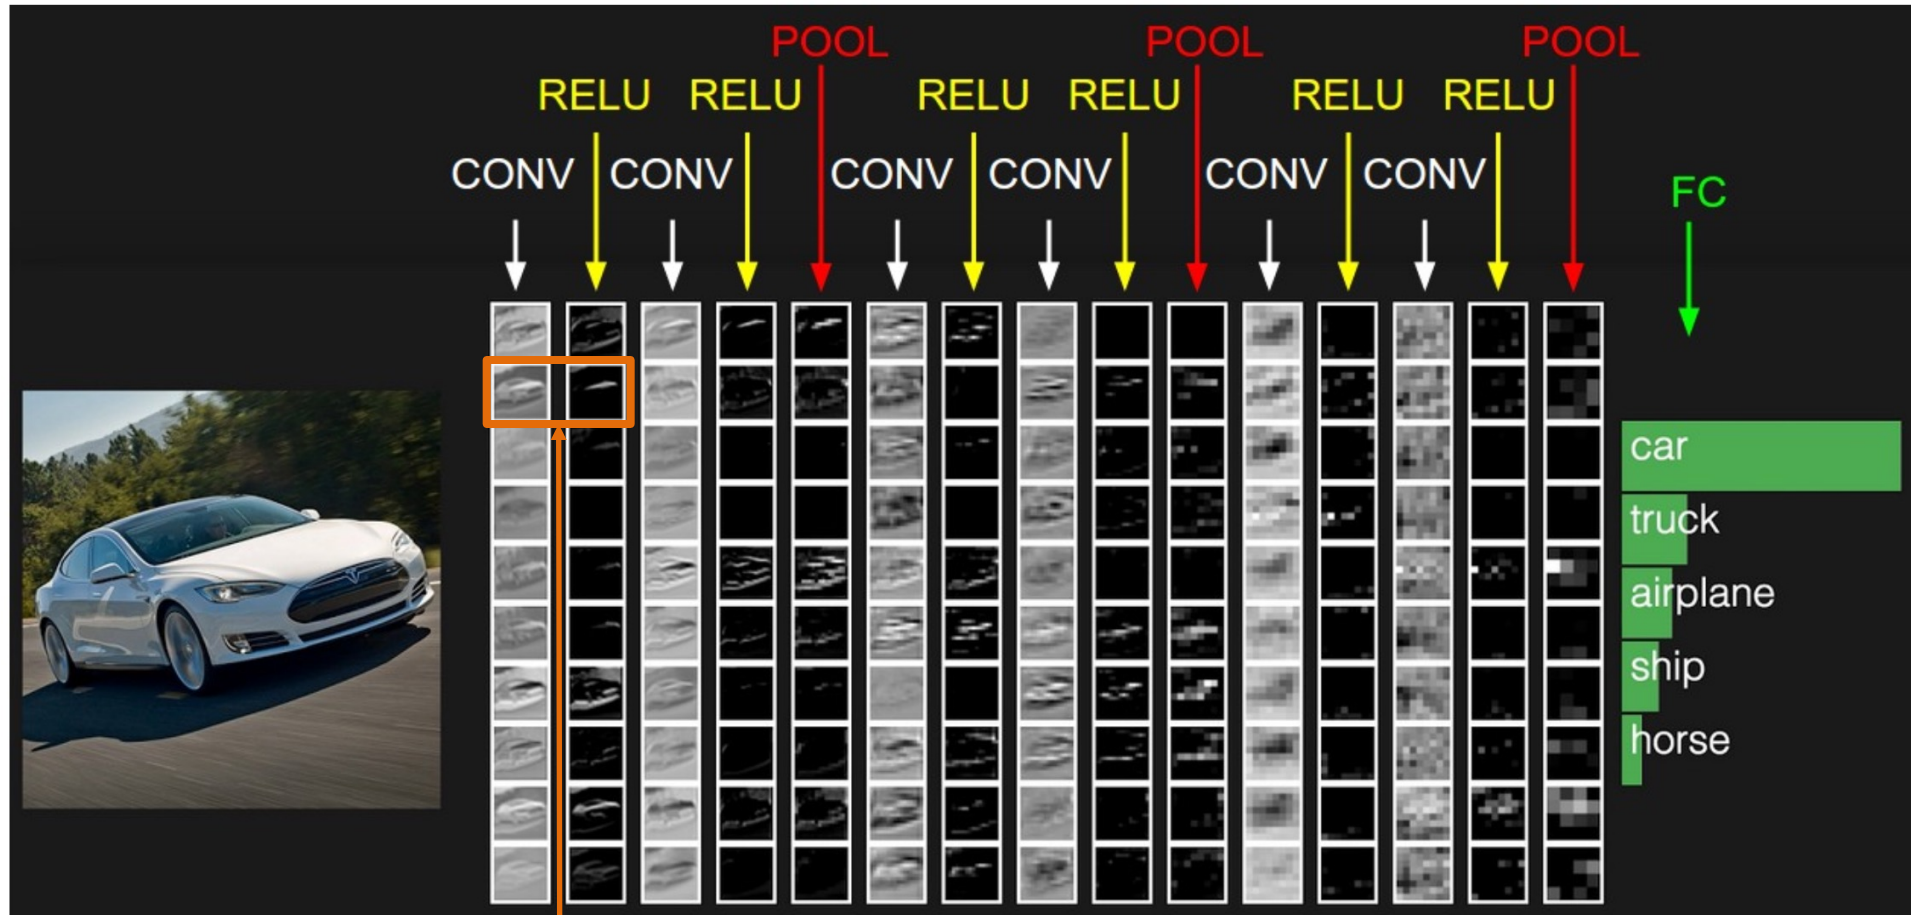 POOL POOL POOL
RELU RELU RELU RELU RELU RELU
CONV CONV CONV CONV CONV CONV
FC
car
truck
airplane
ship
horse